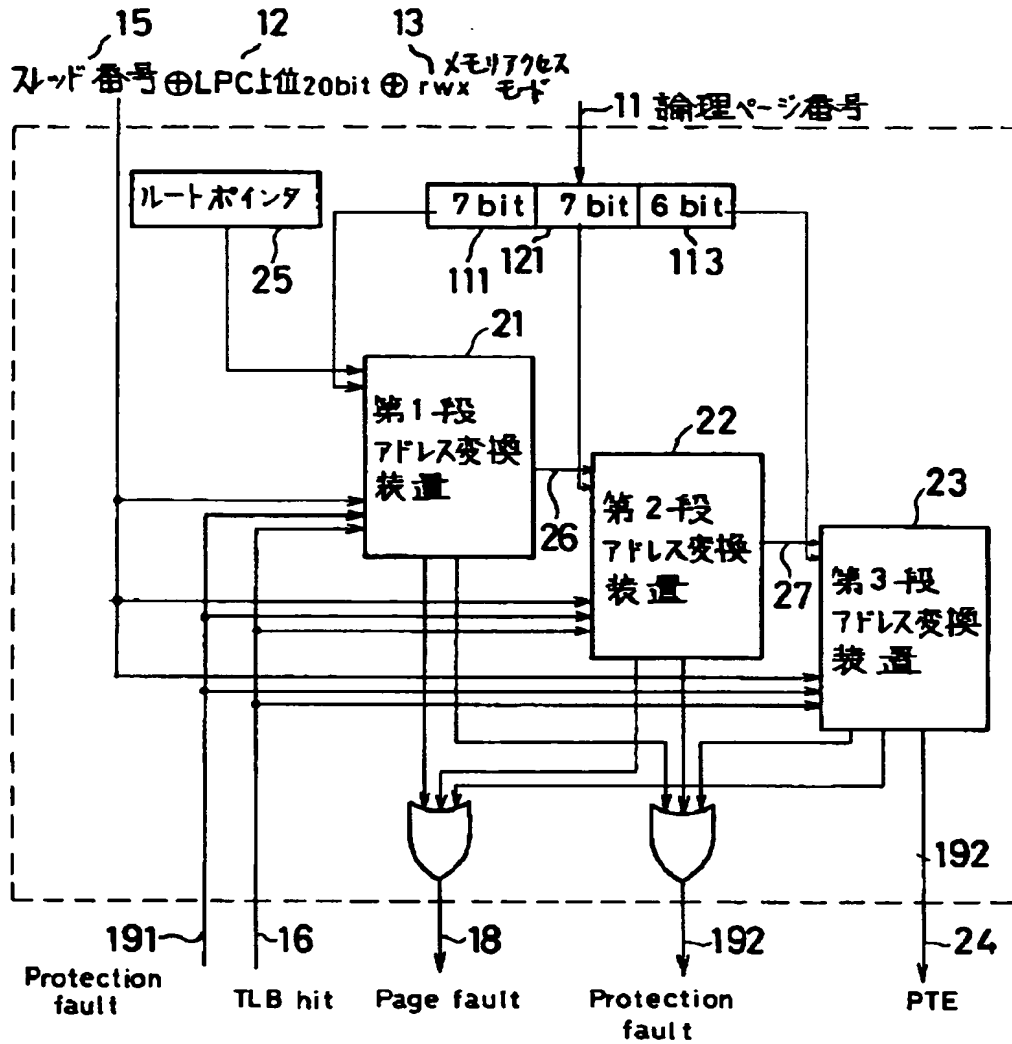 15 12 13
スレッド番号⊕LPC上位20bit⊕rwx メモリアクセスモード
11 論理ページ番号
ルートポインタ
25
7 bit 7 bit 6 bit
111 121 113
21
第1段
アドレス変換
装置
26
22
第2段
アドレス変換
装置
27
23
第3段
アドレス変換
装置
192
191 16 18 192 24
Protection fault
TLB hit
Page fault
Protection fault
PTE